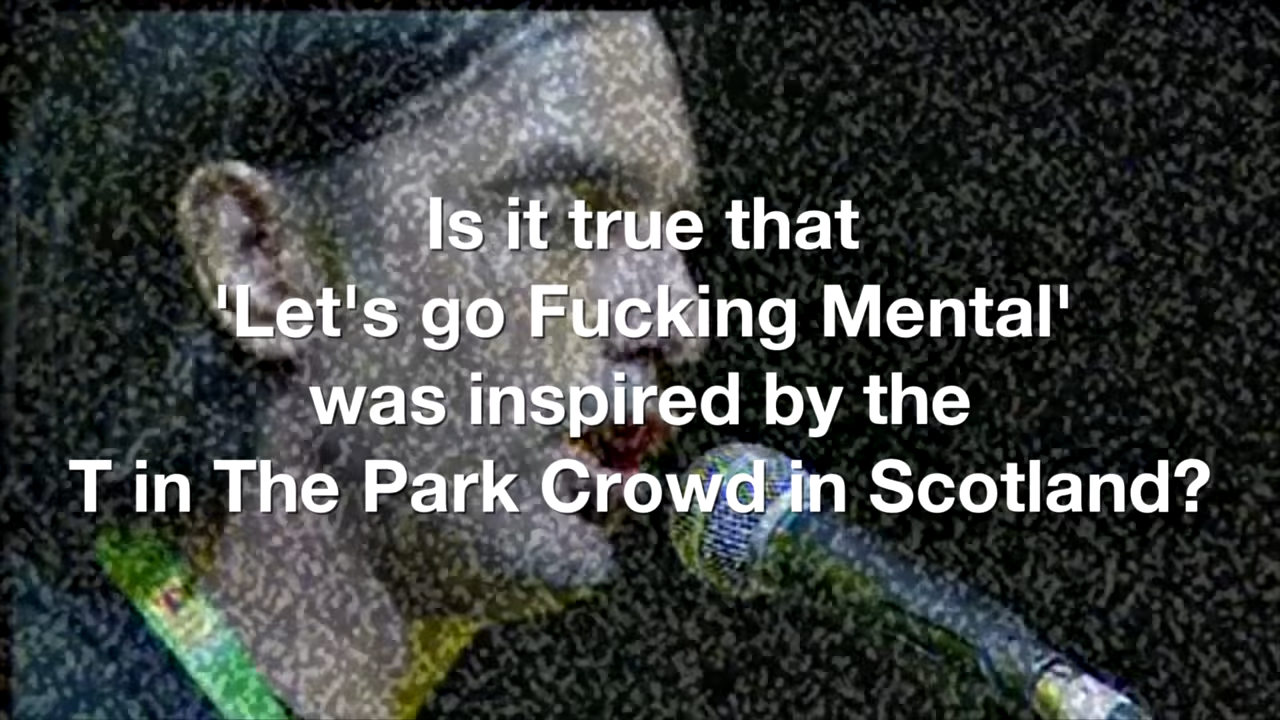 Is it true that
'Let's go Fucking Mental'
was inspired by the
T in The Park Crowd in Scotland?